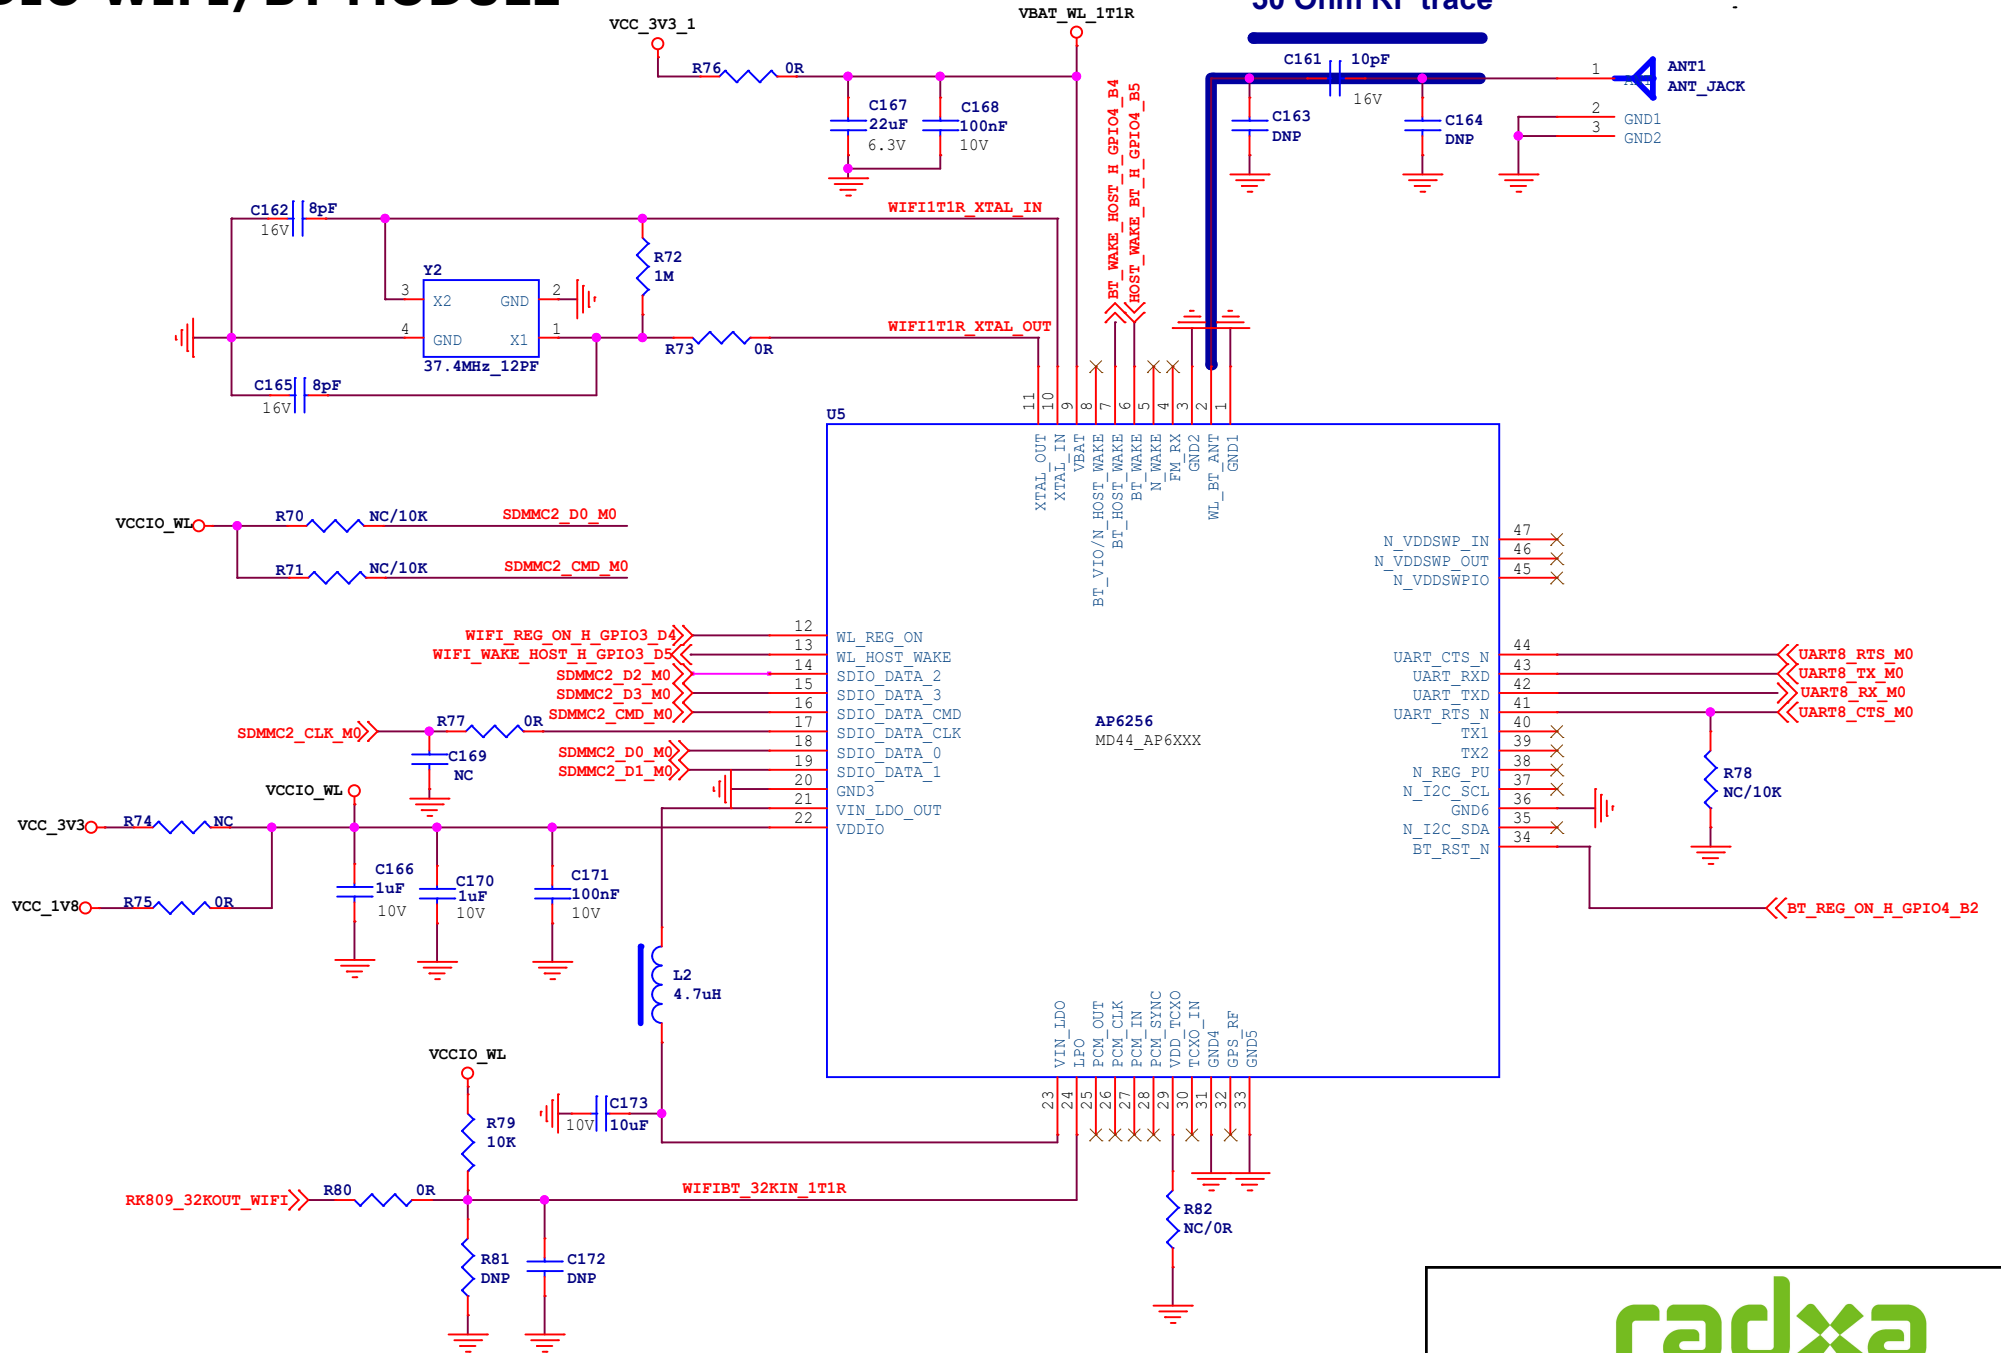 DIO WIFI/BT MODULE
50 Ohm RF trace
VCC_3V3_1
VBAT_WL_1T1R
R76 0R
C167
22uF
6.3V
C168
100nF
10V
BT_WAKE_HOST_H_GPIO4_B4
HOST_WAKE_BT_H_GPIO4_B5
C161 10pF
16V
C163
DNP
C164
DNP
1
ANT1
ANT_JACK
2 GND1
3 GND2
C162 8pF
16V
WIFI1T1R_XTAL_IN
R72
1M
Y2
3 X2 GND 2
4 GND X1 1
37.4MHz_12PF
R73 0R
WIFI1T1R_XTAL_OUT
C165 8pF
16V
U5
11 XTAL_OUT
10 XTAL_IN
9 VBAT
8 BT_VIO/N_HOST_WAKE
7 BT_HOST_WAKE
6 BT_WAKE
5 N_WAKE
4 FM_RX
3 GND2
2 WL_BT_ANT
1 GND1
VCCIO_WL
R70 NC/10K SDMMC2_D0_M0
R71 NC/10K SDMMC2_CMD_M0
47 N_VDDSWP_IN
46 N_VDDSWP_OUT
45 N_VDDSWPIO
WIFI_REG_ON_H_GPIO3_D4 12 WL_REG_ON
WIFI_WAKE_HOST_H_GPIO3_D5 13 WL_HOST_WAKE
SDMMC2_D2_M0 14 SDIO_DATA_2
SDMMC2_D3_M0 15 SDIO_DATA_3
SDMMC2_CMD_M0 16 SDIO_DATA_CMD
SDMMC2_CLK_M0 R77 0R 17 SDIO_DATA_CLK
C169
NC
SDMMC2_D0_M0 18 SDIO_DATA_0
SDMMC2_D1_M0 19 SDIO_DATA_1
20 GND3
21 VIN_LDO_OUT
22 VDDIO
AP6256
MD44_AP6XXX
UART_CTS_N 44 UART8_RTS_M0
UART_RXD 43 UART8_TX_M0
UART_TXD 42 UART8_RX_M0
UART_RTS_N 41 UART8_CTS_M0
TX1 40
TX2 39
N_REG_PU 38
N_I2C_SCL 37
GND6 36
N_I2C_SDA 35
BT_RST_N 34
R78
NC/10K
BT_REG_ON_H_GPIO4_B2
VCCIO_WL
VCC_3V3 R74 NC
VCC_1V8 R75 0R
C166
1uF
10V
C170
1uF
10V
C171
100nF
10V
L2
4.7uH
23 VIN_LDO
24 LPO
25 PCM_OUT
26 PCM_CLK
27 PCM_IN
28 PCM_SYNC
29 VDD_TCXO
30 TCXO_IN
31 GND4
32 GPS_RF
33 GND5
VCCIO_WL
R79
10K
C173
10V 10uF
RK809_32KOUT_WIFI R80 0R WIFIBT_32KIN_1T1R
R81
DNP
C172
DNP
R82
NC/0R
radxa